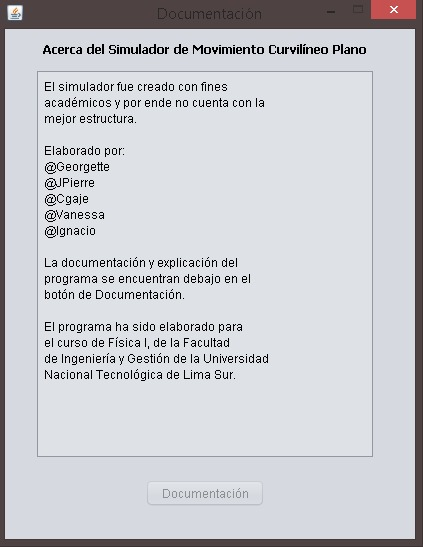 Documentación
Acerca del Simulador de Movimiento Curvilíneo Plano
El simulador fue creado con fines
académicos y por ende no cuenta con la
mejor estructura.
Elaborado por:
@Georgette
@JPierre
@Cgaje
@Vanessa
@Ignacio
La documentación y explicación del
programa se encuentran debajo en el
botón de Documentación.
El programa ha sido elaborado para
el curso de Física I, de la Facultad
de Ingeniería y Gestión de la Universidad
Nacional Tecnológica de Lima Sur.
Documentación